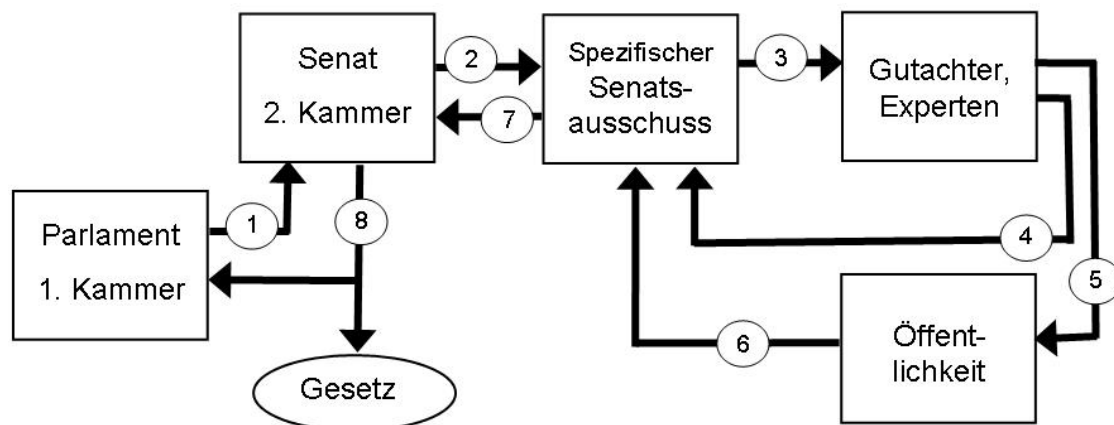 Senat
2. Kammer
2
7
Spezifischer
Senats-
ausschuss
3
Gutachter,
Experten
Parlament
1. Kammer
1
8
4
5
6
Öffent-
lichkeit
Gesetz